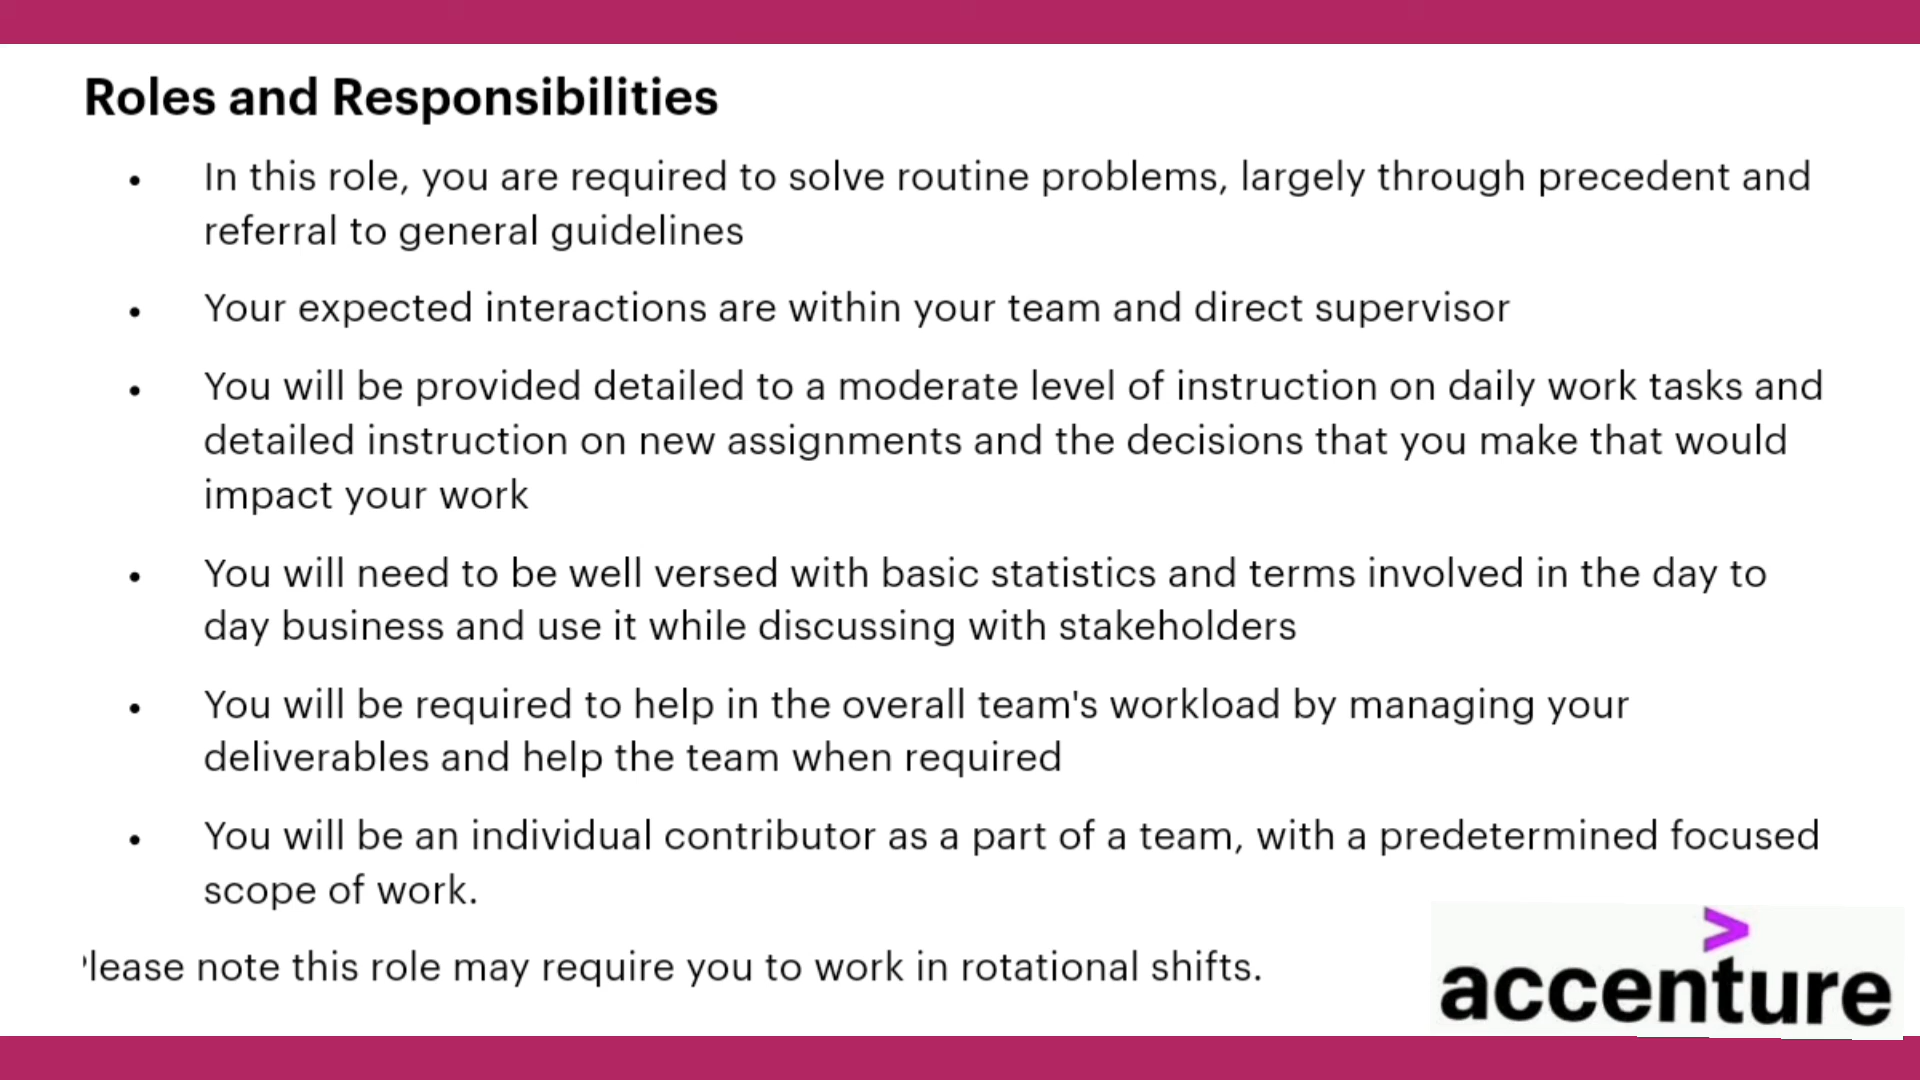 Roles and Responsibilities
• In this role, you are required to solve routine problems, largely through precedent and
referral to general guidelines
• Your expected interactions are within your team and direct supervisor
• You will be provided detailed to a moderate level of instruction on daily work tasks and
detailed instruction on new assignments and the decisions that you make that would
impact your work
• You will need to be well versed with basic statistics and terms involved in the day to
day business and use it while discussing with stakeholders
• You will be required to help in the overall team's workload by managing your
deliverables and help the team when required
• You will be an individual contributor as a part of a team, with a predetermined focused
scope of work.
Please note this role may require you to work in rotational shifts.
accenture